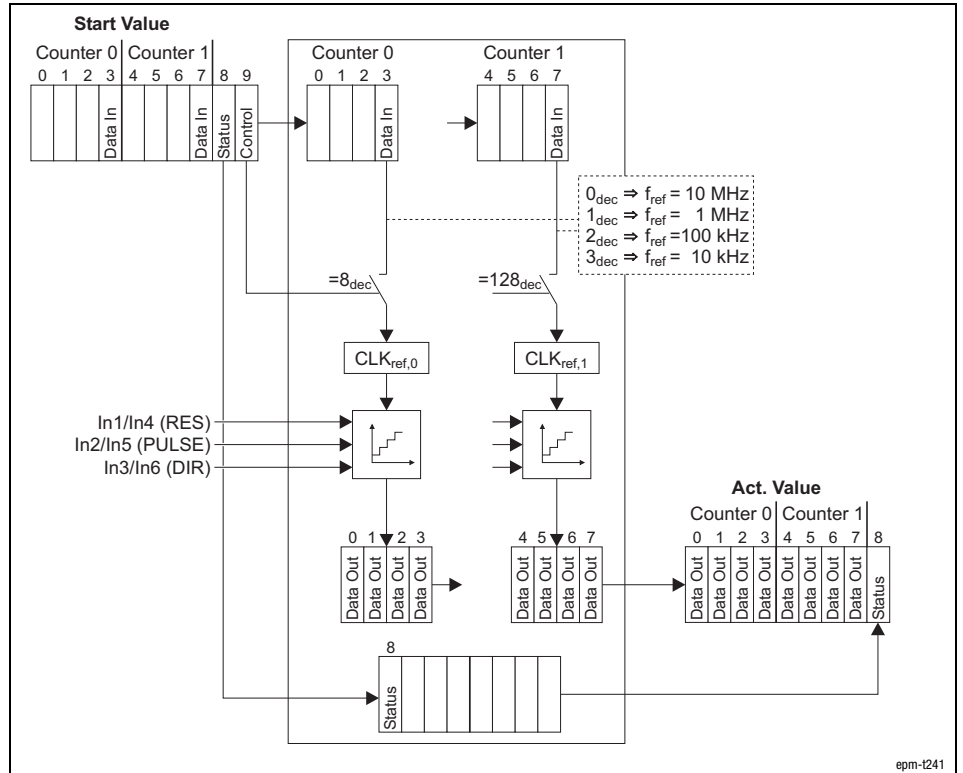 Start Value
Counter 0 Counter 1
0 1 2 3 4 5 6 7 8 9
Data In
Data In
Status
Control
Counter 0
0 1 2 3
Data In
Counter 1
4 5 6 7
Data In
0dec ⇒ fref = 10 MHz
1dec ⇒ fref = 1 MHz
2dec ⇒ fref =100 kHz
3dec ⇒ fref = 10 kHz
=8dec
=128dec
CLKref,0
CLKref,1
In1/In4 (RES)
In2/In5 (PULSE)
In3/In6 (DIR)
0 1 2 3
Data Out
Data Out
Data Out
Data Out
4 5 6 7
Data Out
Data Out
Data Out
Data Out
Act. Value
Counter 0 Counter 1
0 1 2 3 4 5 6 7 8
Data Out
Data Out
Data Out
Data Out
Data Out
Data Out
Data Out
Data Out
Status
8
Status
epm-t241